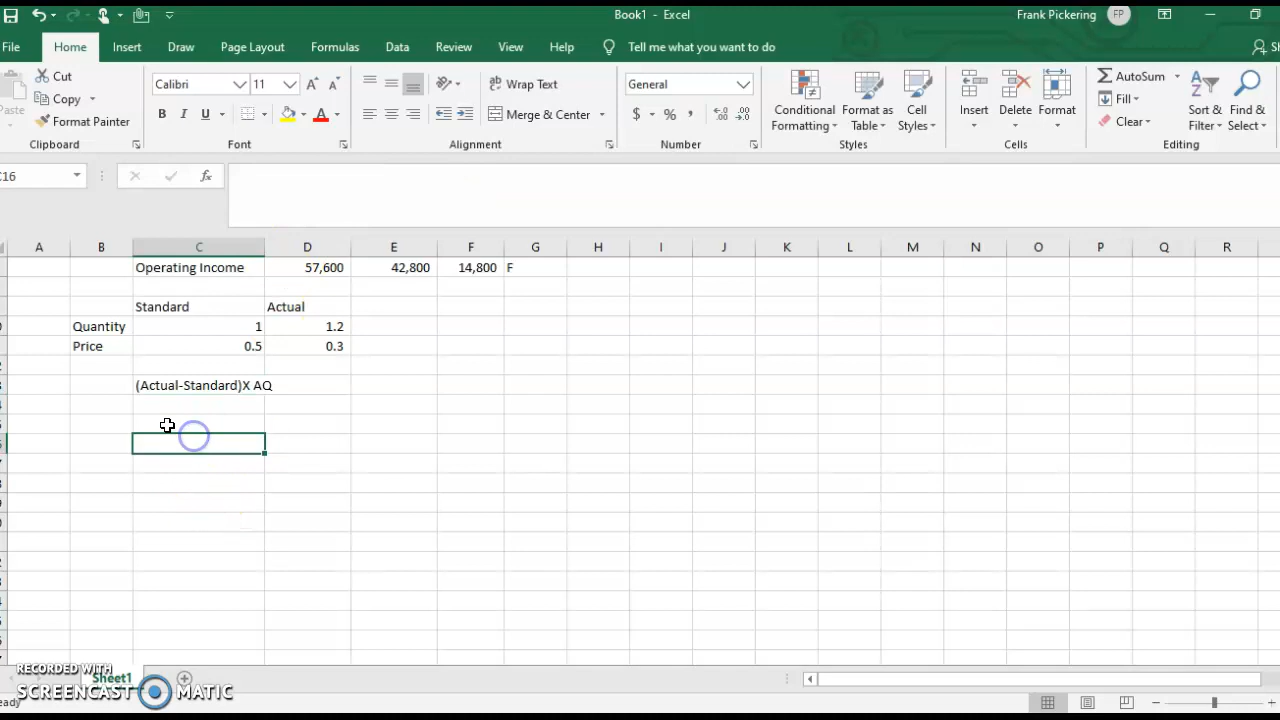 Book1 - Excel
Frank Pickering FP
File Home Insert Draw Page Layout Formulas Data Review View Help Tell me what you want to do
Cut
Copy
Format Painter
Paste
Clipboard
Calibri 11
B I U
Font
Wrap Text
Merge & Center
Alignment
General
$ % ,
Number
Conditional Formatting
Format as Table
Cell Styles
Styles
Insert Delete Format
Cells
AutoSum
Fill
Clear
Sort & Filter
Find & Select
Editing
C16 fx
A B C D E F G H I J K L M N O P Q R
Operating Income 57,600 42,800 14,800 F
Standard Actual
Quantity 1 1.2
Price 0.5 0.3
(Actual-Standard)X AQ
Sheet1
RECORDED WITH
SCREENCAST MATIC